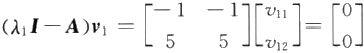 (λ₁I − A)v₁ = [−1 −1; 5 5][v₁₁; v₁₂] = [0; 0]